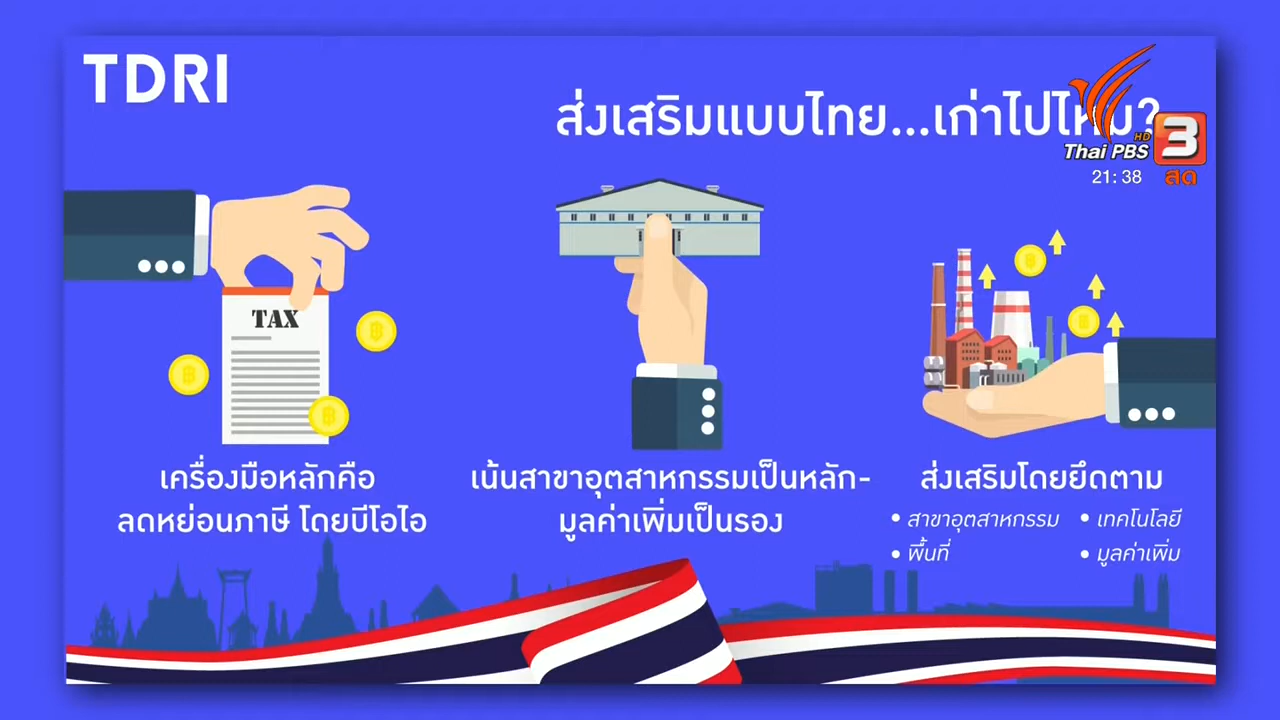 TDRI
ส่งเสริมแบบไทย...เก่าไปไหม?
HD
Thai PBS
3
21:38
สด
TAX
เครื่องมือหลักคือ
ลดหย่อนภาษี โดยบีโอไอ
เน้นสาขาอุตสาหกรรมเป็นหลัก-
มูลค่าเพิ่มเป็นรอง
ส่งเสริมโดยยึดตาม
• สาขาอุตสาหกรรม • เทคโนโลยี
• พื้นที่ • มูลค่าเพิ่ม